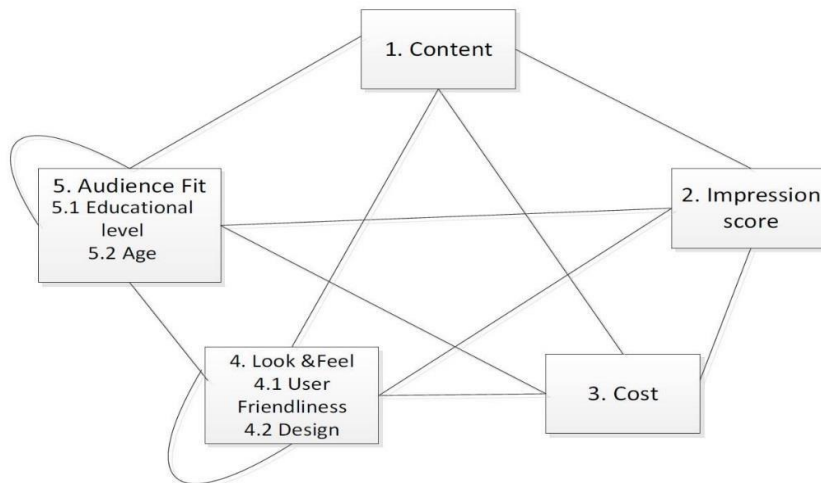 1. Content
5. Audience Fit
5.1 Educational
level
5.2 Age
2. Impression
score
4. Look &Feel
4.1 User
Friendliness
4.2 Design
3. Cost